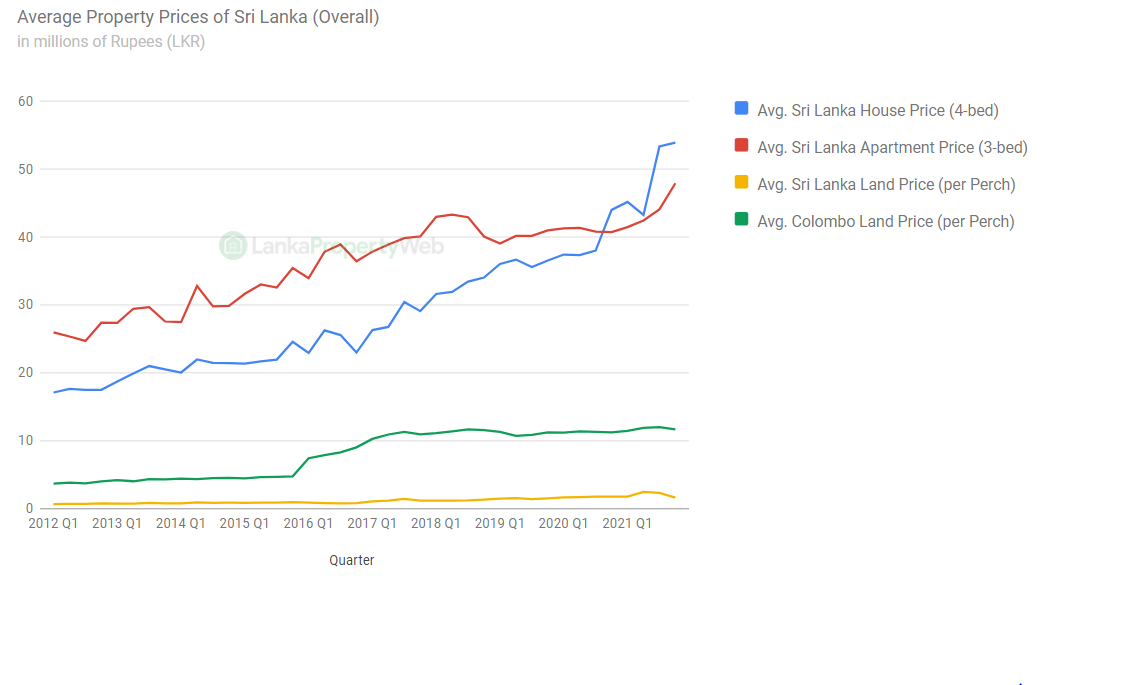 Average Property Prices of Sri Lanka (Overall)
in millions of Rupees (LKR)
60
50
40
30
20
10
0
LankaPropertyWeb
2012 Q1 2013 Q1 2014 Q1 2015 Q1 2016 Q1 2017 Q1 2018 Q1 2019 Q1 2020 Q1 2021 Q1
Quarter
Avg. Sri Lanka House Price (4-bed)
Avg. Sri Lanka Apartment Price (3-bed)
Avg. Sri Lanka Land Price (per Perch)
Avg. Colombo Land Price (per Perch)